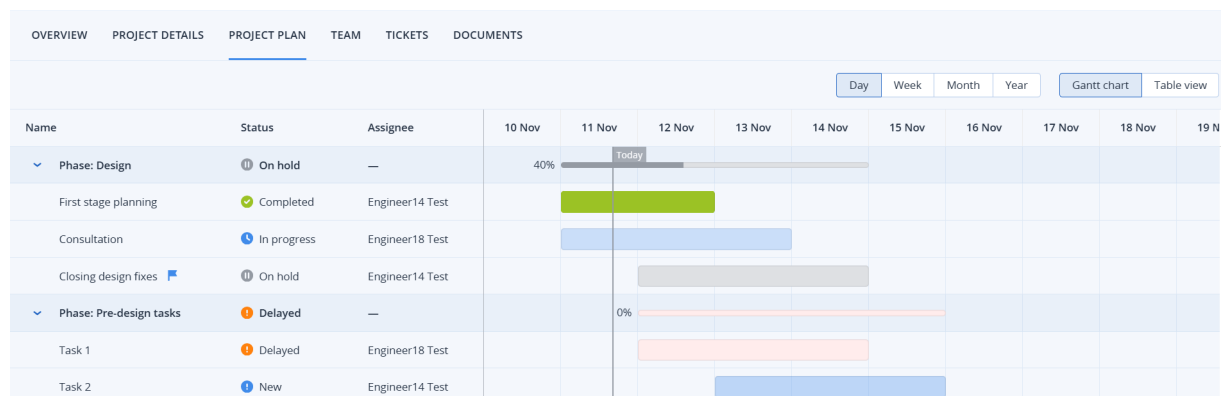 OVERVIEW PROJECT DETAILS PROJECT PLAN TEAM TICKETS DOCUMENTS
Day Week Month Year Gantt chart Table view
Name Status Assignee 10 Nov 11 Nov 12 Nov 13 Nov 14 Nov 15 Nov 16 Nov 17 Nov 18 Nov 19 N
Today
Phase: Design On hold — 40%
First stage planning Completed Engineer14 Test
Consultation In progress Engineer18 Test
Closing design fixes On hold Engineer14 Test
Phase: Pre-design tasks Delayed — 0%
Task 1 Delayed Engineer18 Test
Task 2 New Engineer14 Test